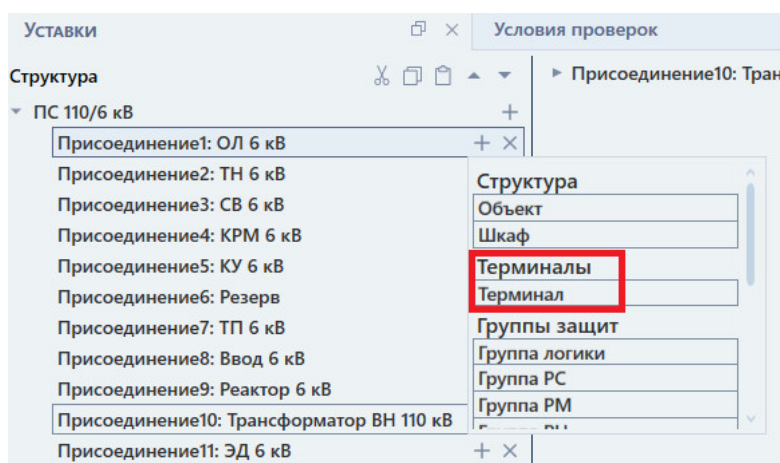 Уставки
Условия проверок
Структура
Присоединение10: Тран
ПС 110/6 кВ
Присоединение1: ОЛ 6 кВ
Присоединение2: ТН 6 кВ
Присоединение3: СВ 6 кВ
Присоединение4: КРМ 6 кВ
Присоединение5: КУ 6 кВ
Присоединение6: Резерв
Присоединение7: ТП 6 кВ
Присоединение8: Ввод 6 кВ
Присоединение9: Реактор 6 кВ
Присоединение10: Трансформатор ВН 110 кВ
Присоединение11: ЭД 6 кВ
Структура
Объект
Шкаф
Терминалы
Терминал
Группы защит
Группа логики
Группа РС
Группа РМ